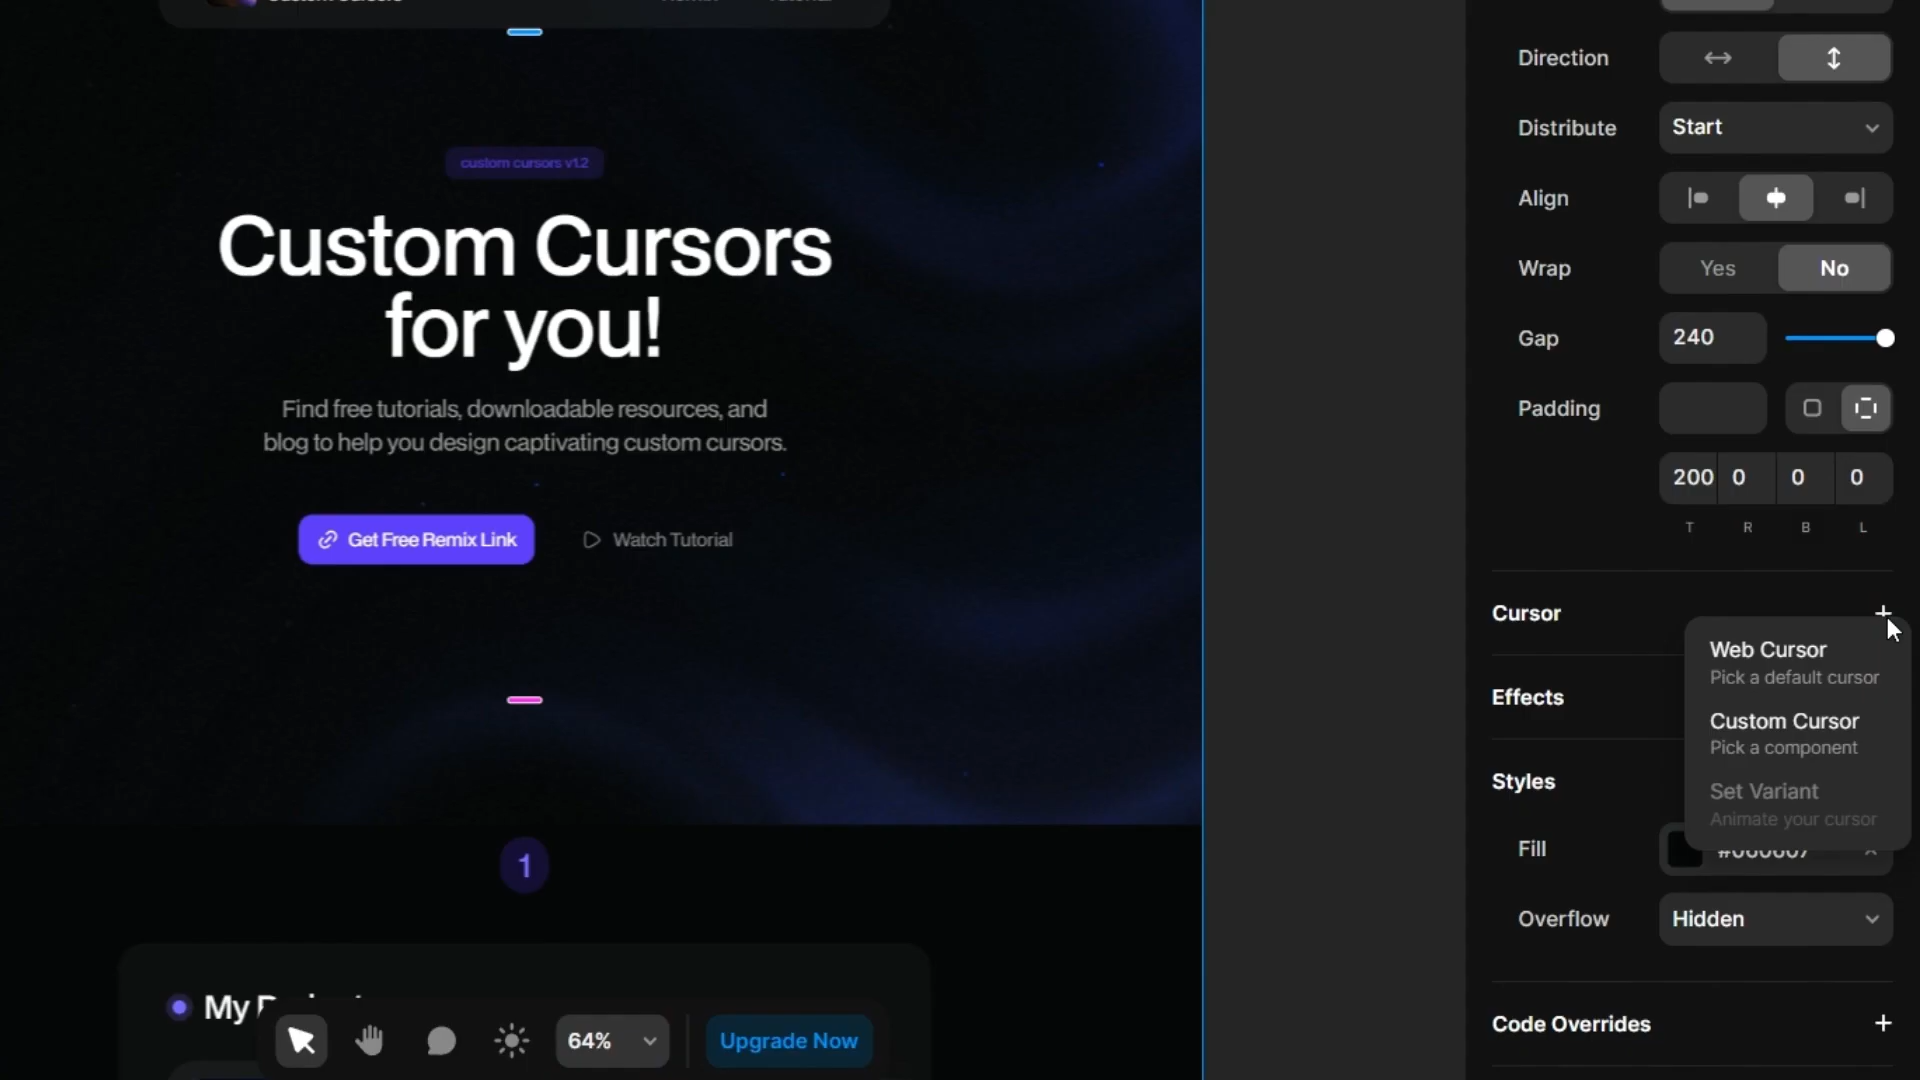 custom cursors v1.2
Custom Cursors
for you!
Find free tutorials, downloadable resources, and
blog to help you design captivating custom cursors.
Get Free Remix Link
Watch Tutorial
1
My
64%
Upgrade Now
Direction
Distribute
Start
Align
Wrap
Yes
No
Gap
240
Padding
200 0 0 0
T R B L
Cursor
Web Cursor
Pick a default cursor
Effects
Custom Cursor
Pick a component
Styles
Set Variant
Animate your cursor
Fill
Overflow
Hidden
Code Overrides